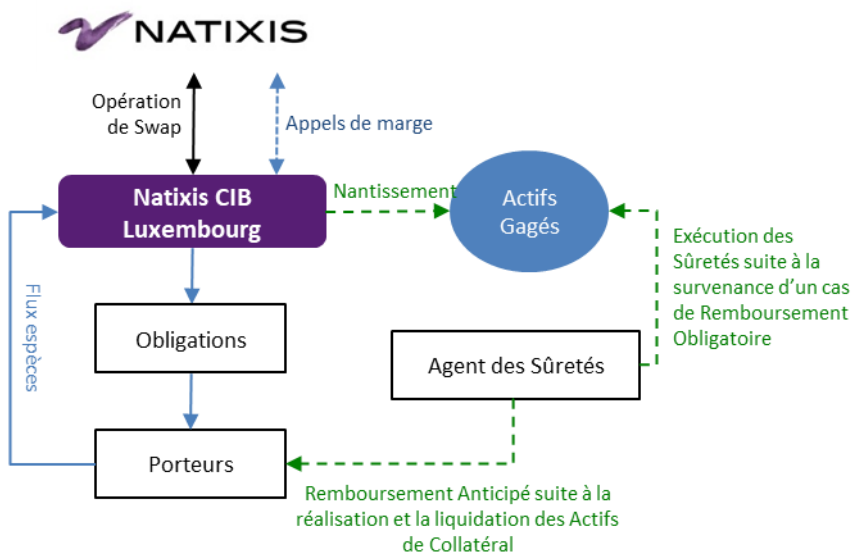 NATIXIS
Opération
de Swap
Appels de marge
Natixis CIB
Luxembourg
Nantissement
Actifs
Gagés
Exécution des
Sûretés suite à la
survenance d’un cas
de Remboursement
Obligatoire
Flux espèces
Obligations
Agent des Sûretés
Porteurs
Remboursement Anticipé suite à la
réalisation et la liquidation des Actifs
de Collatéral